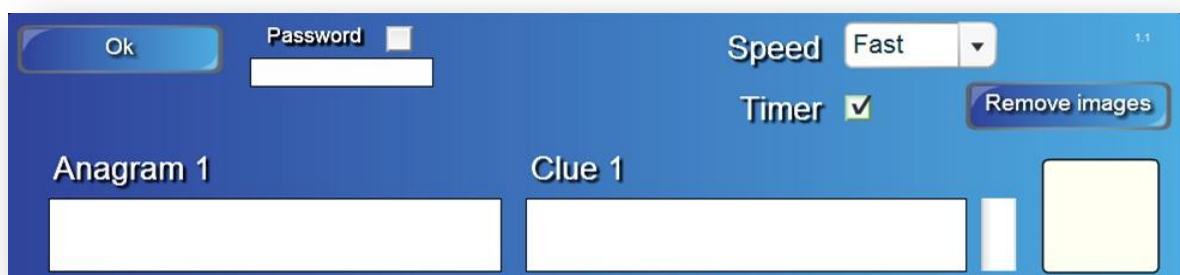 Ok
Password
Speed
Fast
1.1
Timer
Remove images
Anagram 1
Clue 1